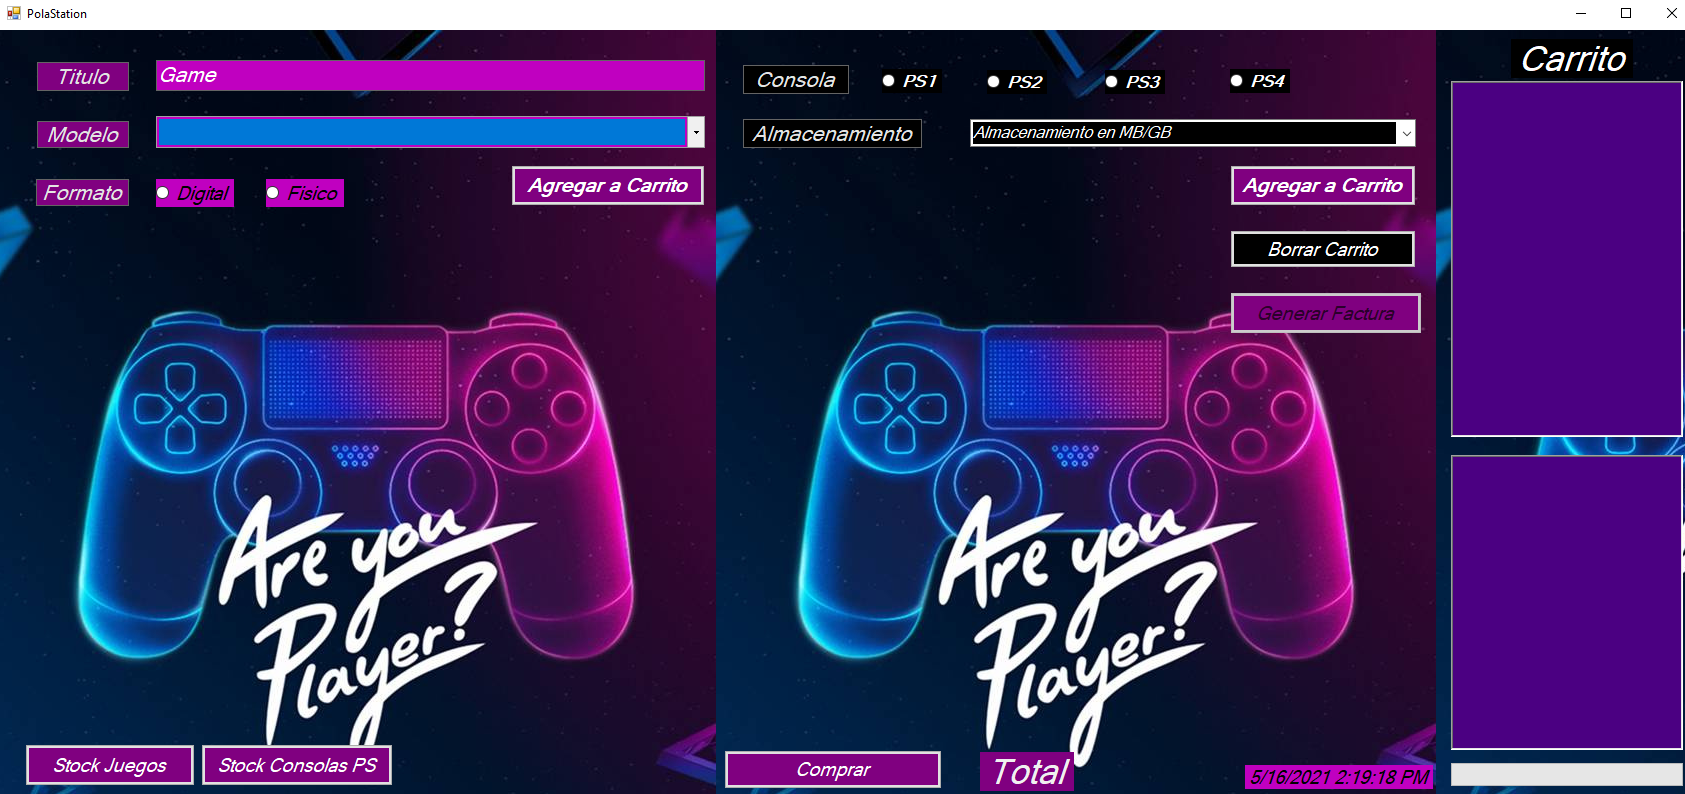 PolaStation
Titulo
Game
Modelo
Formato
Digital
Fisico
Agregar a Carrito
Consola
PS1
PS2
PS3
PS4
Almacenamiento
Almacenamiento en MB/GB
Agregar a Carrito
Borrar Carrito
Generar Factura
Carrito
Are you
Player?
Are you
Player?
Stock Juegos
Stock Consolas PS
Comprar
Total
5/16/2021 2:19:18 PM